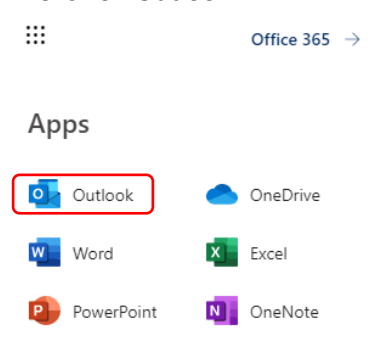 Office 365 →
Apps
Outlook OneDrive
Word Excel
PowerPoint OneNote